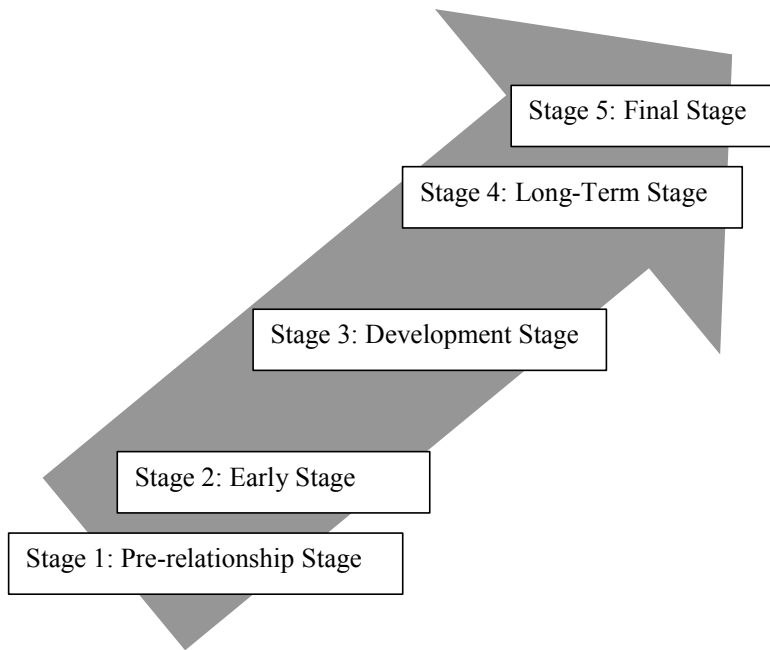 Stage 5: Final Stage
Stage 4: Long-Term Stage
Stage 3: Development Stage
Stage 2: Early Stage
Stage 1: Pre-relationship Stage